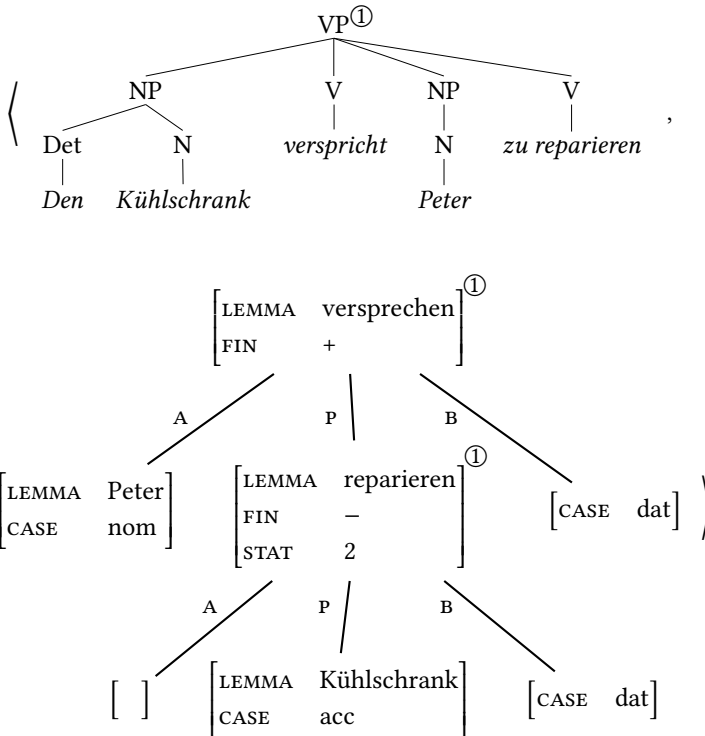 VP①
NP V NP V
⟨ Det N verspricht N zu reparieren ,
Den Kühlschrank Peter
[LEMMA versprechen]①
[FIN +]
A P B
[LEMMA Peter] [LEMMA reparieren]①
[CASE nom] [FIN −] [CASE dat] ⟩
[STAT 2]
A P B
[ ] [LEMMA Kühlschrank] [CASE dat]
[CASE acc]